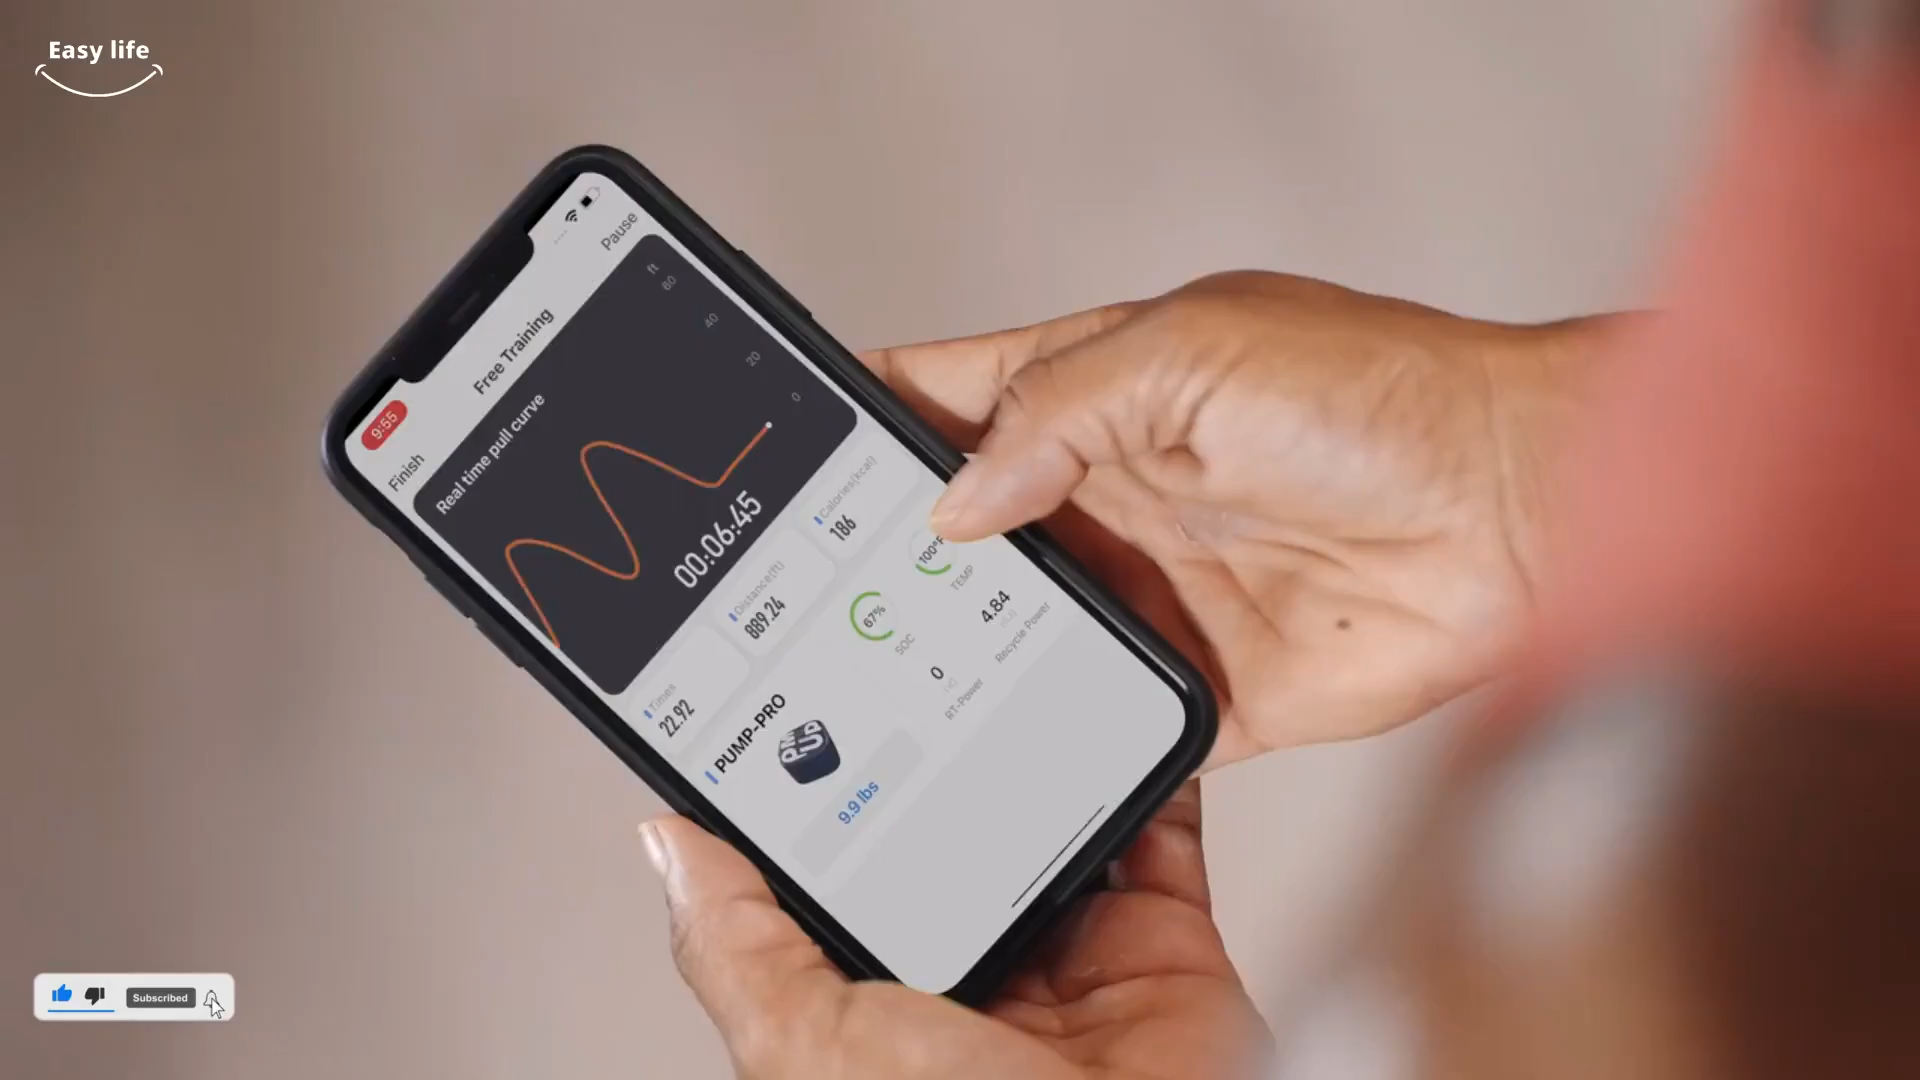 Easy life
9:55
Finish
Free Training
Pause
Real time pull curve
ft
60
40
20
0
00:06:45
Times
22.92
Distance(ft)
889.24
Calories(kcal)
186
PUMP-PRO
PM
UP
9.9 lbs
67%
SOC
100°F
TEMP
0
RT-Power
4.84
Recycle Power
Subscribed